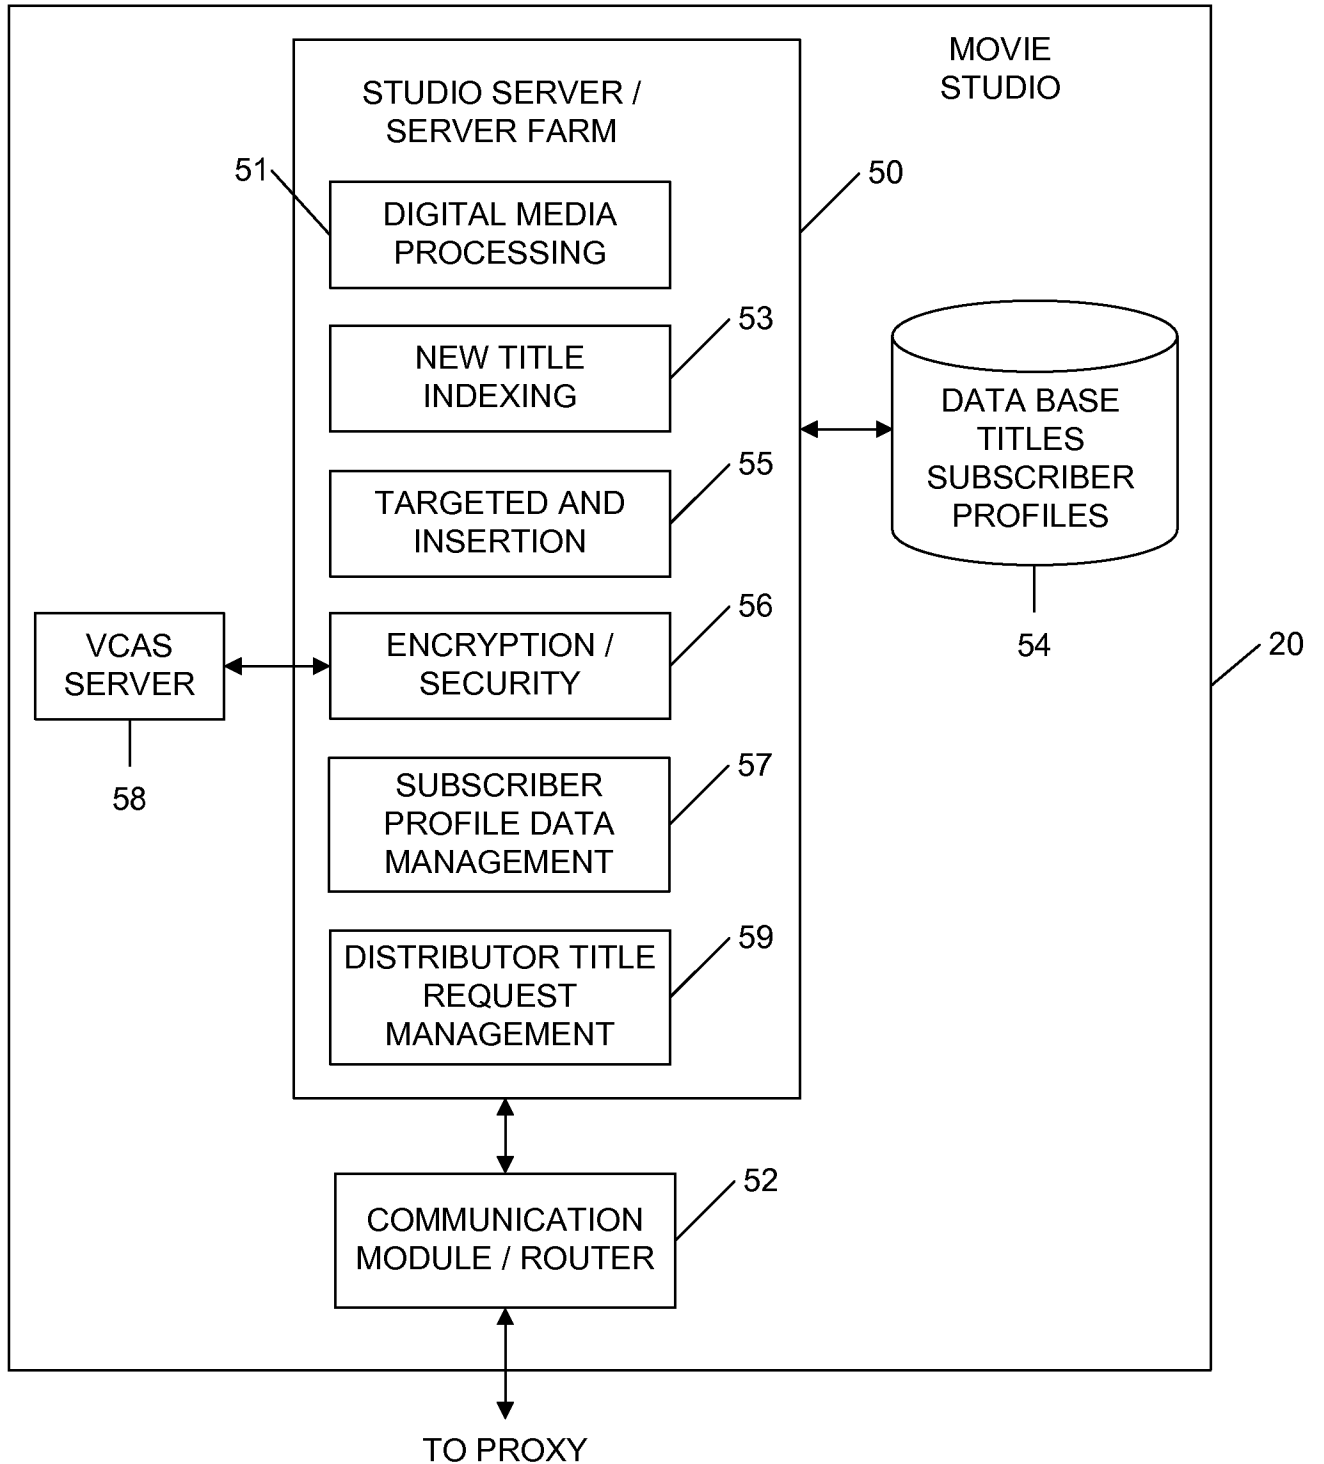 MOVIE
STUDIO
STUDIO SERVER /
SERVER FARM
51
50
DIGITAL MEDIA
PROCESSING
53
NEW TITLE
INDEXING
DATA BASE
TITLES
SUBSCRIBER
PROFILES
55
TARGETED AND
INSERTION
54
20
56
VCAS
SERVER
ENCRYPTION /
SECURITY
58
57
SUBSCRIBER
PROFILE DATA
MANAGEMENT
59
DISTRIBUTOR TITLE
REQUEST
MANAGEMENT
52
COMMUNICATION
MODULE / ROUTER
TO PROXY